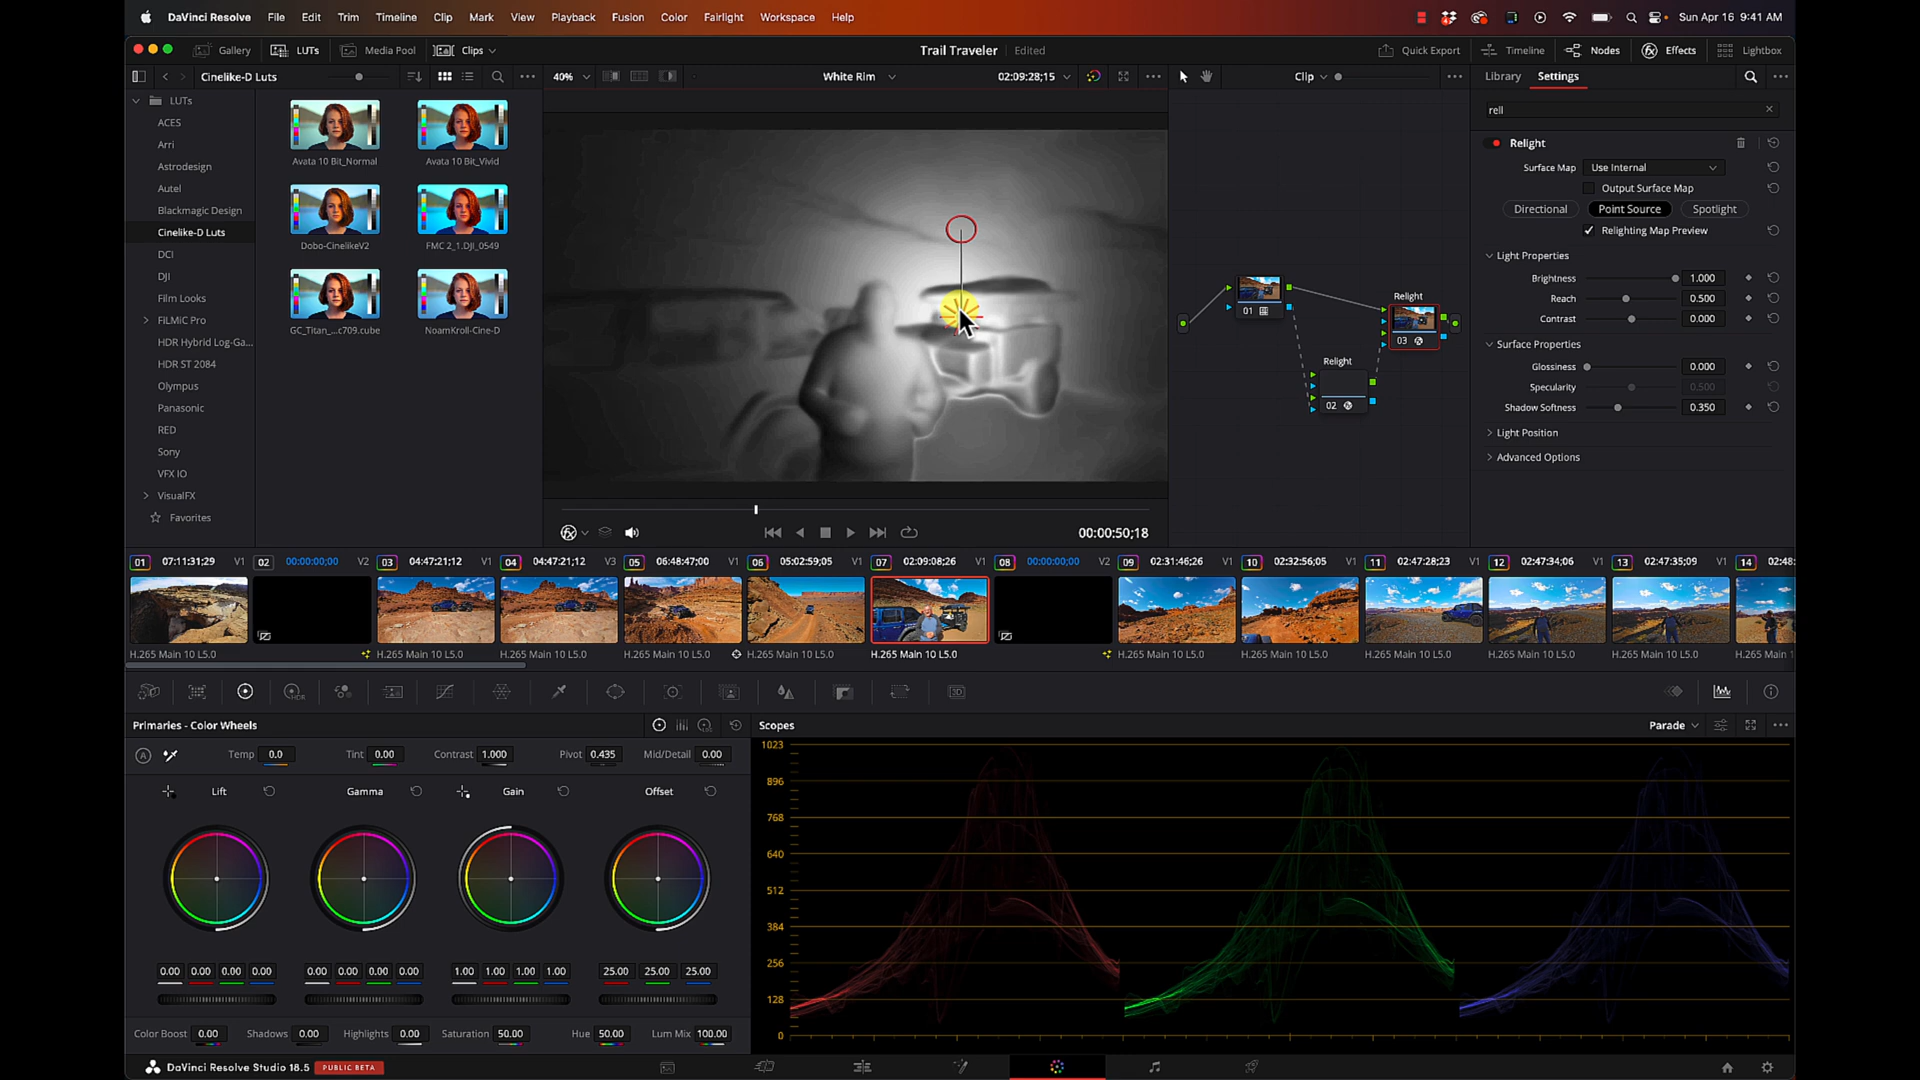 DaVinci Resolve File Edit Trim Timeline Clip Mark View Playback Fusion Color Fairlight Workspace Help Sun Apr 16 9:41 AM
Gallery LUTs Media Pool Clips Trail Traveler Edited Quick Export Timeline Nodes Effects Lightbox
Cinelike-D Luts 40% White Rim 02:09:28;15 Clip Library Settings
LUTs
ACES
Arri
Astrodesign
Autel
Blackmagic Design
Cinelike-D Luts
DCI
DJI
Film Looks
FiLMiC Pro
HDR Hybrid Log-Ga...
HDR ST 2084
Olympus
Panasonic
RED
Sony
VFX IO
VisualFX
Favorites
Avata 10 Bit_Normal Avata 10 Bit_Vivid
Dobo-CinelikeV2 FMC 2_1.DJI_0549
GC_Titan_...c709.cube NoamKroll-Cine-D
00:00:50;18
01
Relight
03
Relight
02
rell
Relight
Surface Map Use Internal
Output Surface Map
Directional Point Source Spotlight
Relighting Map Preview
Light Properties
Brightness 1.000
Reach 0.500
Contrast 0.000
Surface Properties
Glossiness 0.000
Specularity 0.500
Shadow Softness 0.350
Light Position
Advanced Options
01 07:11:31;29 V1 02 00:00:00;00 V2 03 04:47:21;12 V1 04 04:47:21;12 V3 05 06:48:47;00 V1 06 05:02:59;05 V1 07 02:09:08;26 V1 08 00:00:00;00 V2 09 02:31:46;26 V1 10 02:32:56;05 V1 11 02:47:28;23 V1 12 02:47:34;06 V1 13 02:47:35;09 V1 14 02:48:
H.265 Main 10 L5.0 H.265 Main 10 L5.0 H.265 Main 10 L5.0 H.265 Main 10 L5.0 H.265 Main 10 L5.0 H.265 Main 10 L5.0 H.265 Main 10 L5.0 H.265 Main 10 L5.0 H.265 Main 10 L5.0 H.265 Main 10 L5.0 H.265 Main 10 L5.0 H.265 Main 1
Primaries - Color Wheels
Temp 0.0 Tint 0.00 Contrast 1.000 Pivot 0.435 Mid/Detail 0.00
Lift Gamma Gain Offset
0.00 0.00 0.00 0.00 0.00 0.00 0.00 0.00 1.00 1.00 1.00 1.00 25.00 25.00 25.00
Color Boost 0.00 Shadows 0.00 Highlights 0.00 Saturation 50.00 Hue 50.00 Lum Mix 100.00
Scopes Parade
1023
896
768
640
512
384
256
128
0
DaVinci Resolve Studio 18.5 PUBLIC BETA